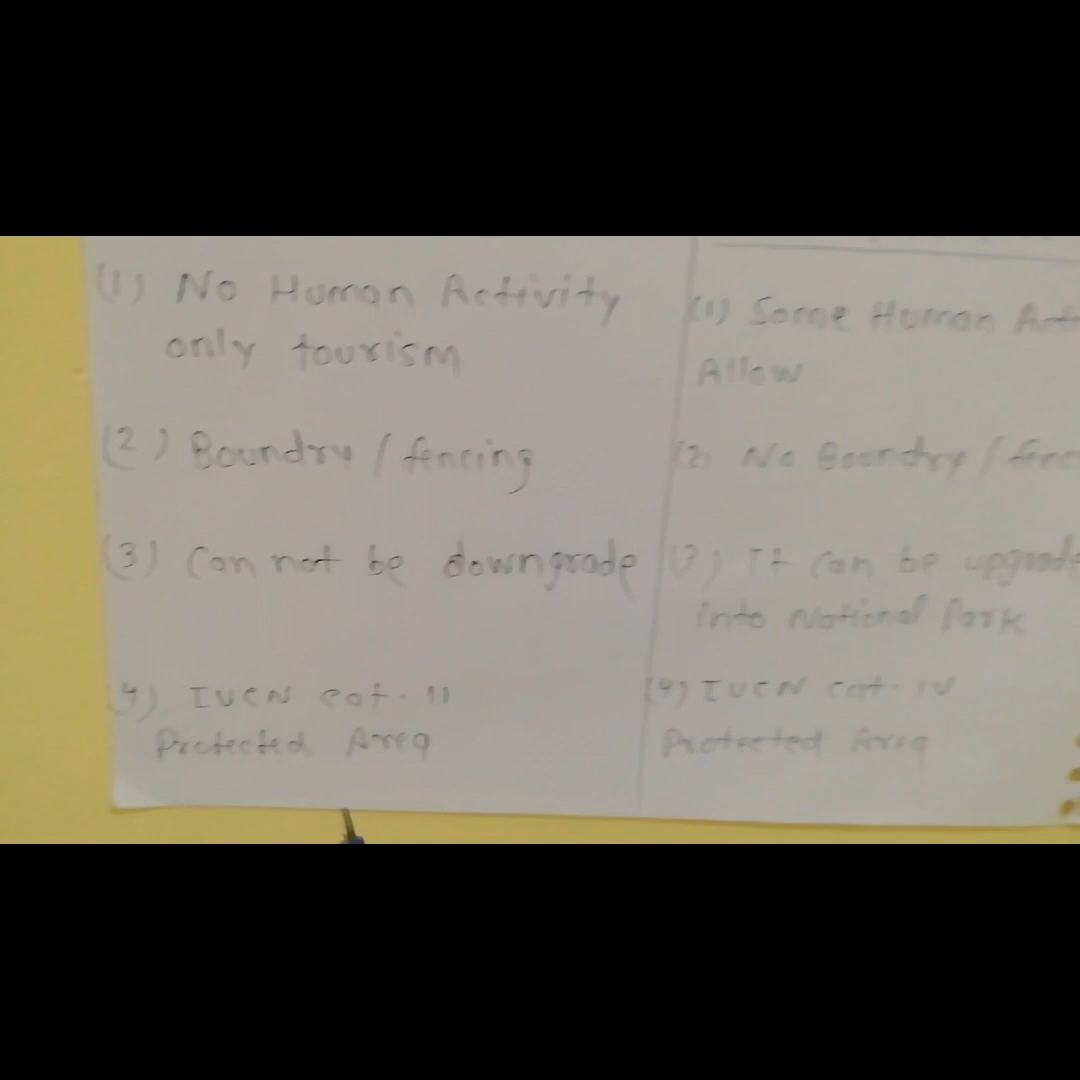 (1) No Human Activity
only tourism
(2) Boundry / fencing
(3) Can not be downgrade
(4) IUCN cat. II
Protected Area
(1) Some Human
Allow
(2) No Boundry /
(3) It can be upgrade
into National Park
(4) IUCN cat. IV
Protected Area